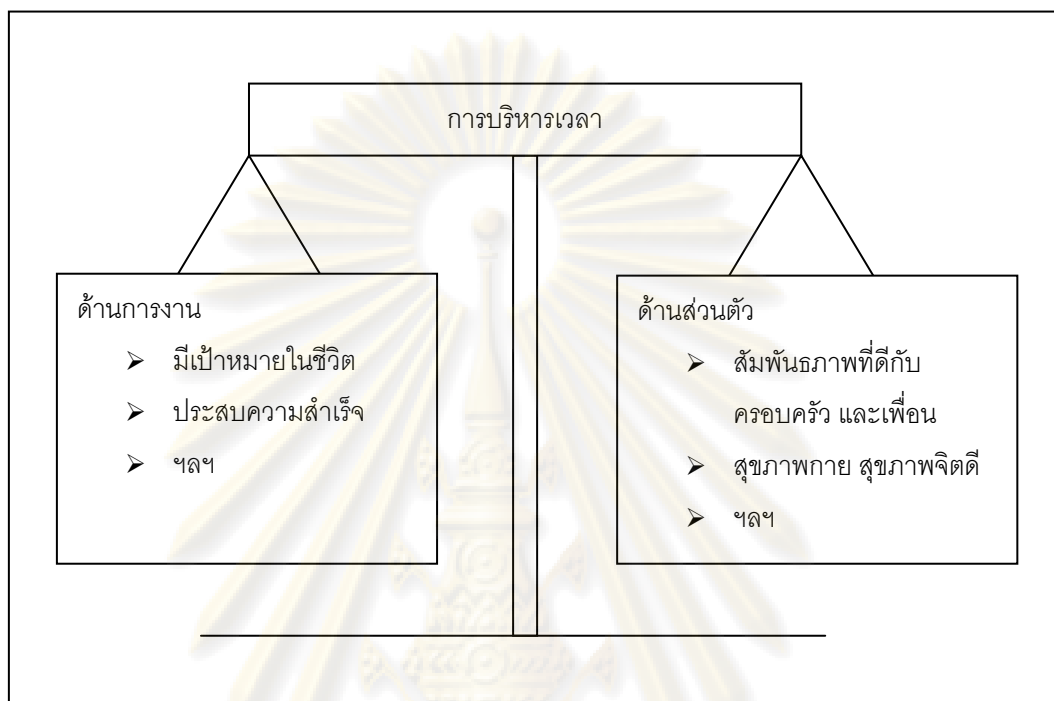 การบริหารเวลา
ด้านการงาน
➢ มีเป้าหมายในชีวิต
➢ ประสบความสำเร็จ
➢ ฯลฯ
ด้านส่วนตัว
➢ สัมพันธภาพที่ดีกับ
ครอบครัว และเพื่อน
➢ สุขภาพกาย สุขภาพจิตดี
➢ ฯลฯ